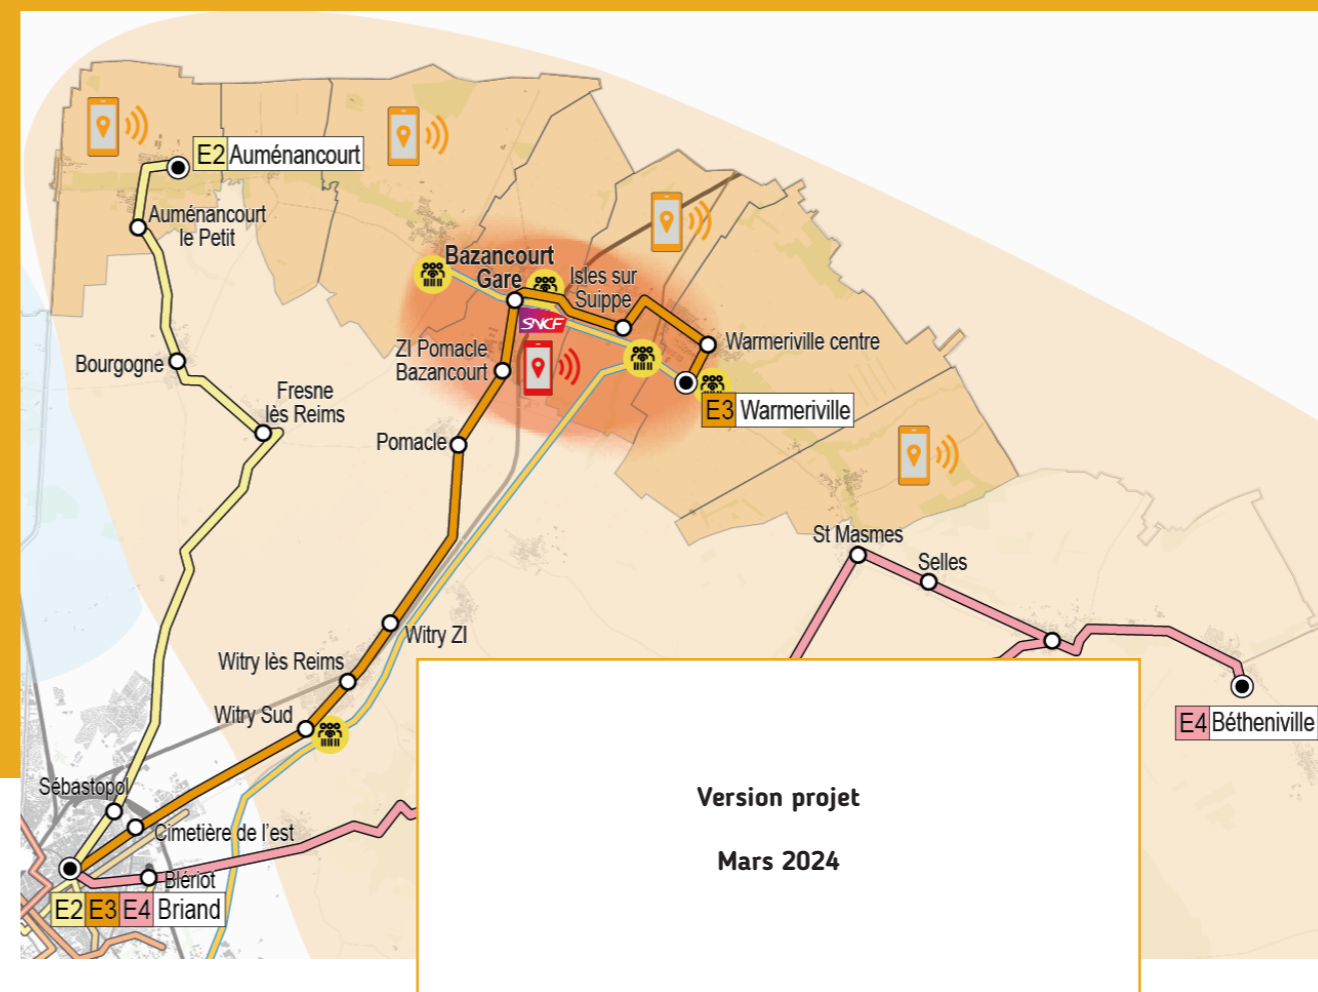 E2 Auménancourt
Auménancourt
le Petit
Bazancourt
Gare
Isles sur
Suippe
SNCF
Warmeriville centre
ZI Pomacle
Bazancourt
Bourgogne
Fresne
lès Reims
E3 Warmeriville
Pomacle
St Masmes
Selles
Witry ZI
Witry lès Reims
Witry Sud
E4 Bétheniville
Sébastopol
Cimetière de l'est
Blériot
E2 E3 E4 Briand
Version projet
Mars 2024